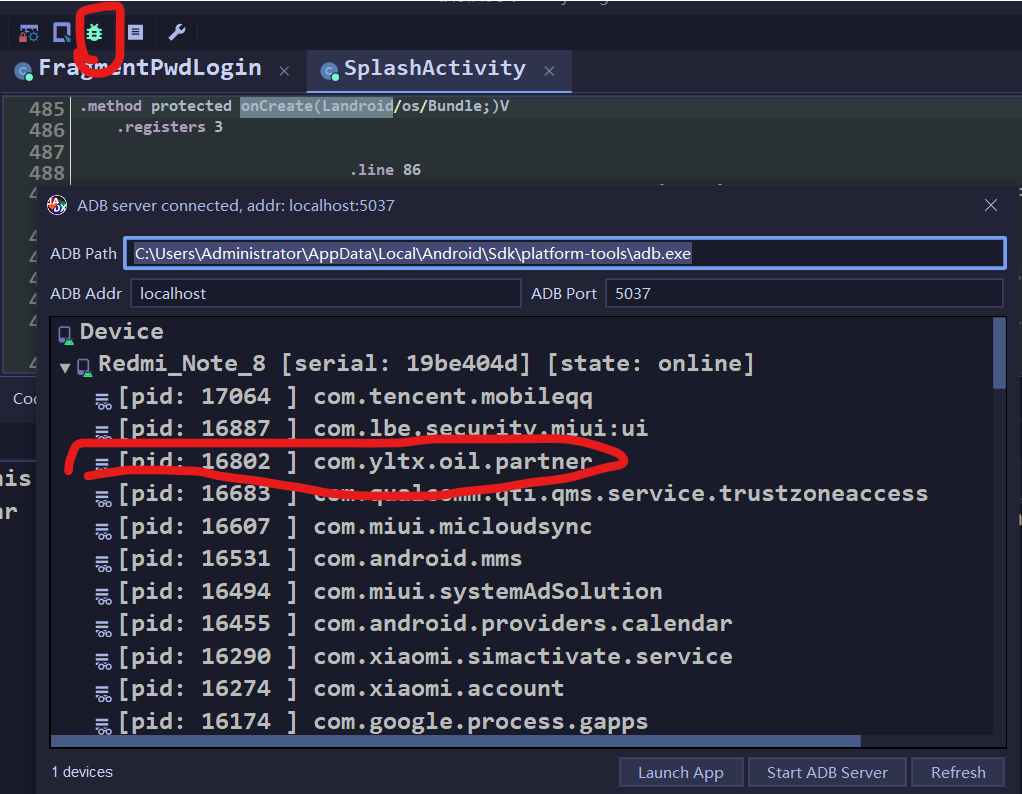 FragmentPwdLogin
SplashActivity
485 .method protected onCreate(Landroid/os/Bundle;)V
486 .registers 3
487
488 .line 86
ADB server connected, addr: localhost:5037
ADB Path C:\Users\Administrator\AppData\Local\Android\Sdk\platform-tools\adb.exe
ADB Addr localhost ADB Port 5037
Device
Redmi_Note_8 [serial: 19be404d] [state: online]
[pid: 17064 ] com.tencent.mobileqq
[pid: 16887 ] com.lbe.security.miui:ui
[pid: 16802 ] com.yltx.oil.partner
[pid: 16683 ] com.qualcomm.qti.qms.service.trustzoneaccess
[pid: 16607 ] com.miui.micloudsync
[pid: 16531 ] com.android.mms
[pid: 16494 ] com.miui.systemAdSolution
[pid: 16455 ] com.android.providers.calendar
[pid: 16290 ] com.xiaomi.simactivate.service
[pid: 16274 ] com.xiaomi.account
[pid: 16174 ] com.google.process.gapps
1 devices
Launch App Start ADB Server Refresh